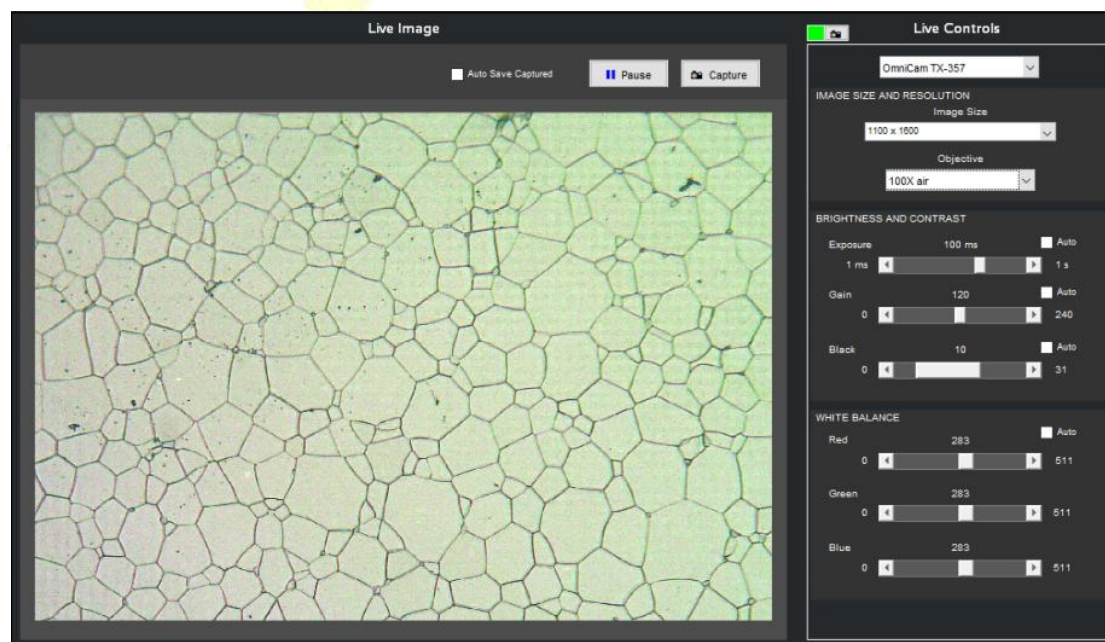 Live Image
Auto Save Captured
Pause
Capture
Live Controls
OmniCam TX-357
IMAGE SIZE AND RESOLUTION
Image Size
1100 x 1600
Objective
100X air
BRIGHTNESS AND CONTRAST
Exposure 100 ms Auto
1 ms 1 s
Gain 120 Auto
0 240
Black 10 Auto
0 31
WHITE BALANCE
Red 283 Auto
0 511
Green 283
0 511
Blue 283
0 511